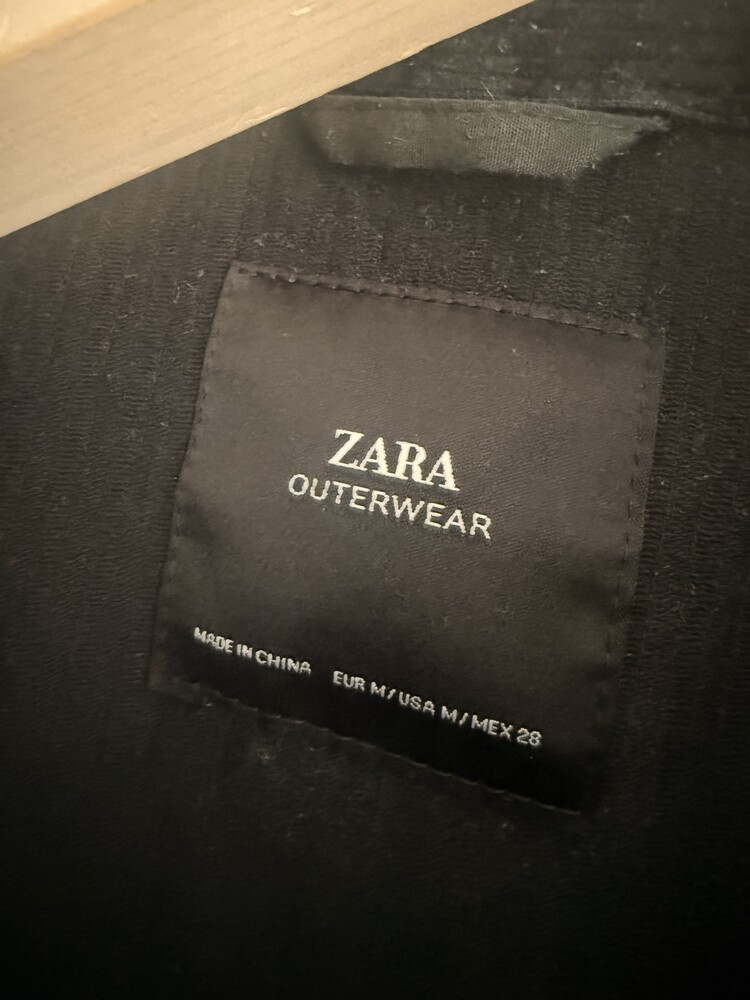 ZARA
OUTERWEAR
MADE IN CHINA EUR M/USA M/MEX 28